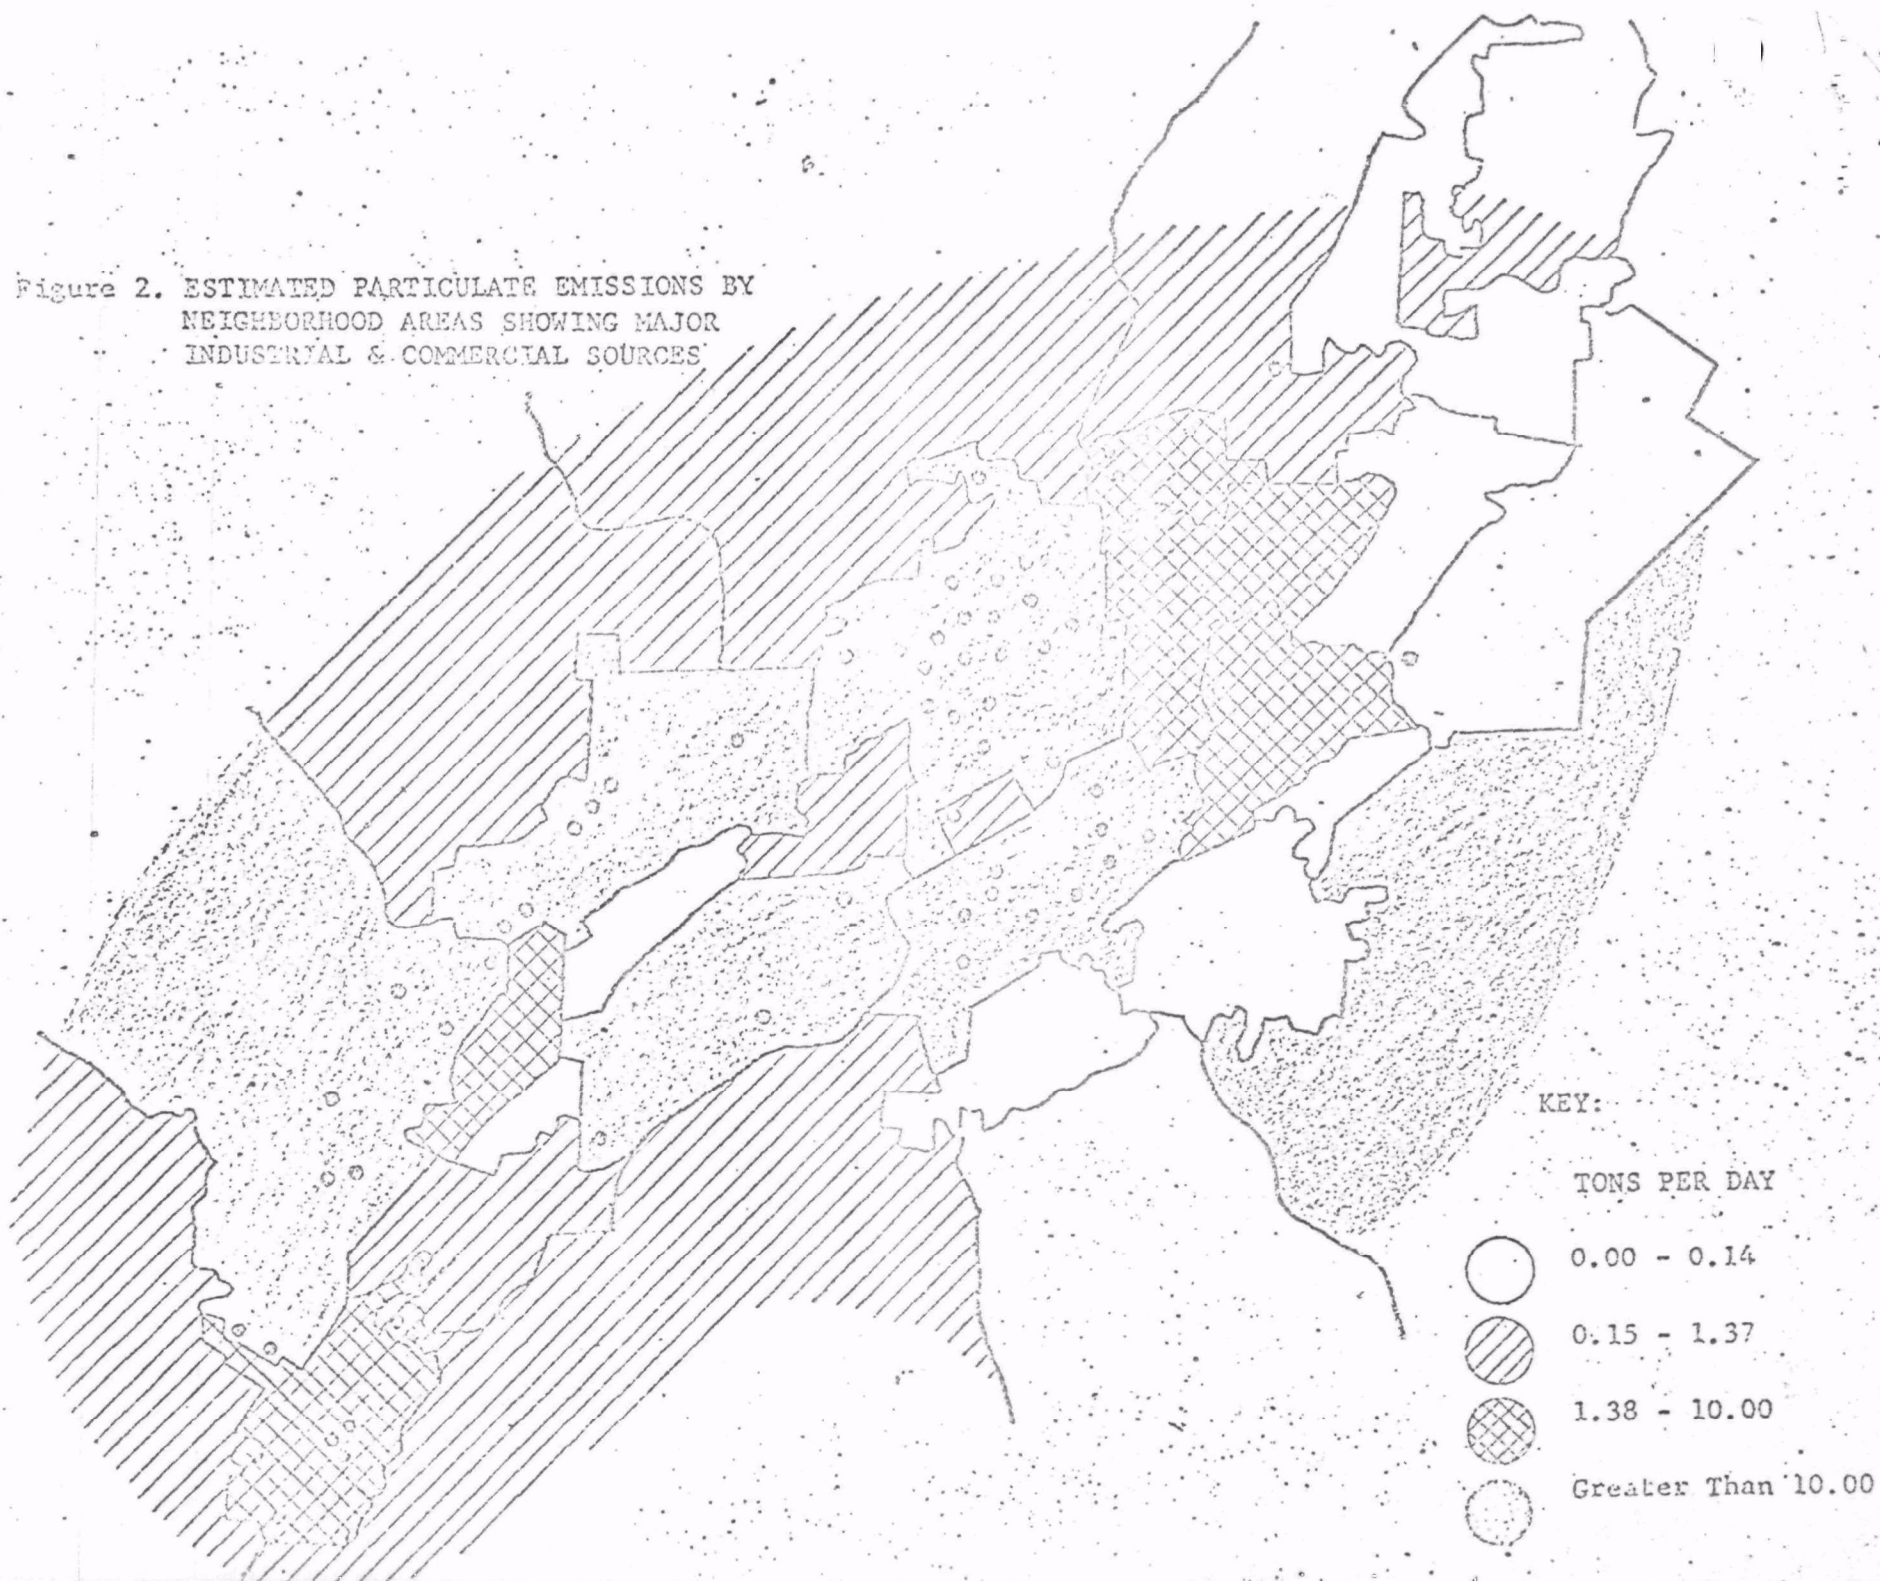 Figure 2. ESTIMATED PARTICULATE EMISSIONS BY
NEIGHBORHOOD AREAS SHOWING MAJOR
INDUSTRIAL & COMMERCIAL SOURCES
KEY:
TONS PER DAY
0.00 - 0.14
0.15 - 1.37
1.38 - 10.00
Greater Than 10.00